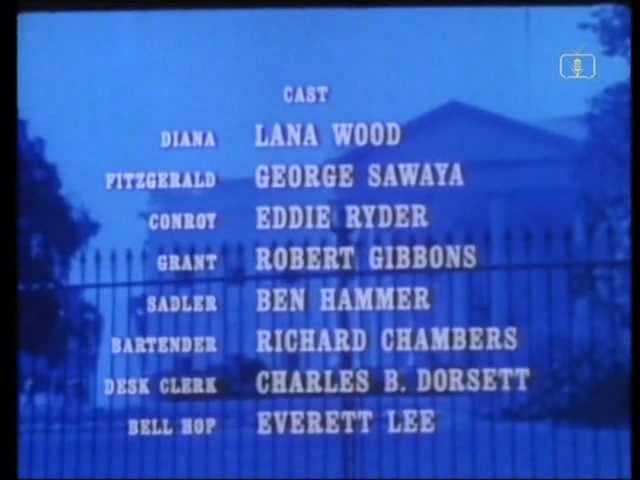 CAST
DIANA LANA WOOD
FITZGERALD GEORGE SAWAYA
CONROY EDDIE RYDER
GRANT ROBERT GIBBONS
SADLER BEN HAMMER
BARTENDER RICHARD CHAMBERS
DESK CLERK CHARLES B. DORSETT
BELL HOP EVERETT LEE